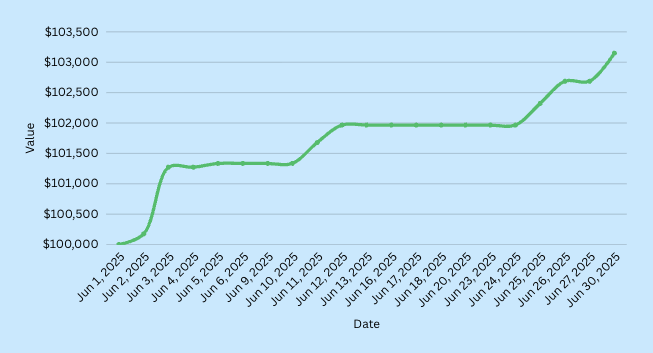 $103,500
$103,000
$102,500
$102,000
$101,500
$101,000
$100,500
$100,000
Value
Jun 1, 2025
Jun 2, 2025
Jun 3, 2025
Jun 4, 2025
Jun 5, 2025
Jun 6, 2025
Jun 9, 2025
Jun 10, 2025
Jun 11, 2025
Jun 12, 2025
Jun 13, 2025
Jun 16, 2025
Jun 17, 2025
Jun 18, 2025
Jun 20, 2025
Jun 23, 2025
Jun 24, 2025
Jun 25, 2025
Jun 26, 2025
Jun 27, 2025
Jun 30, 2025
Date